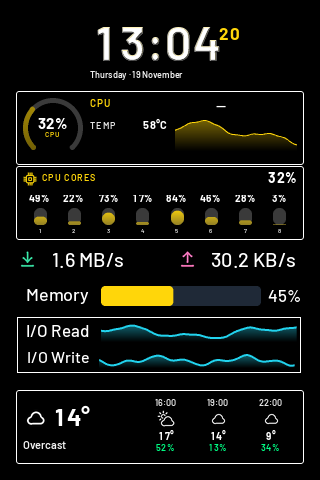 13:04 20
Thursday · 19 November
CPU
32% CPU
TEMP 58°C
CPU CORES 32%
49% 22% 73% 17% 84% 46% 28% 3%
1 2 3 4 5 6 7 8
1.6 MB/s 30.2 KB/s
Memory 45%
I/O Read
I/O Write
14°
Overcast
16:00 19:00 22:00
17° 14° 9°
52% 13% 34%